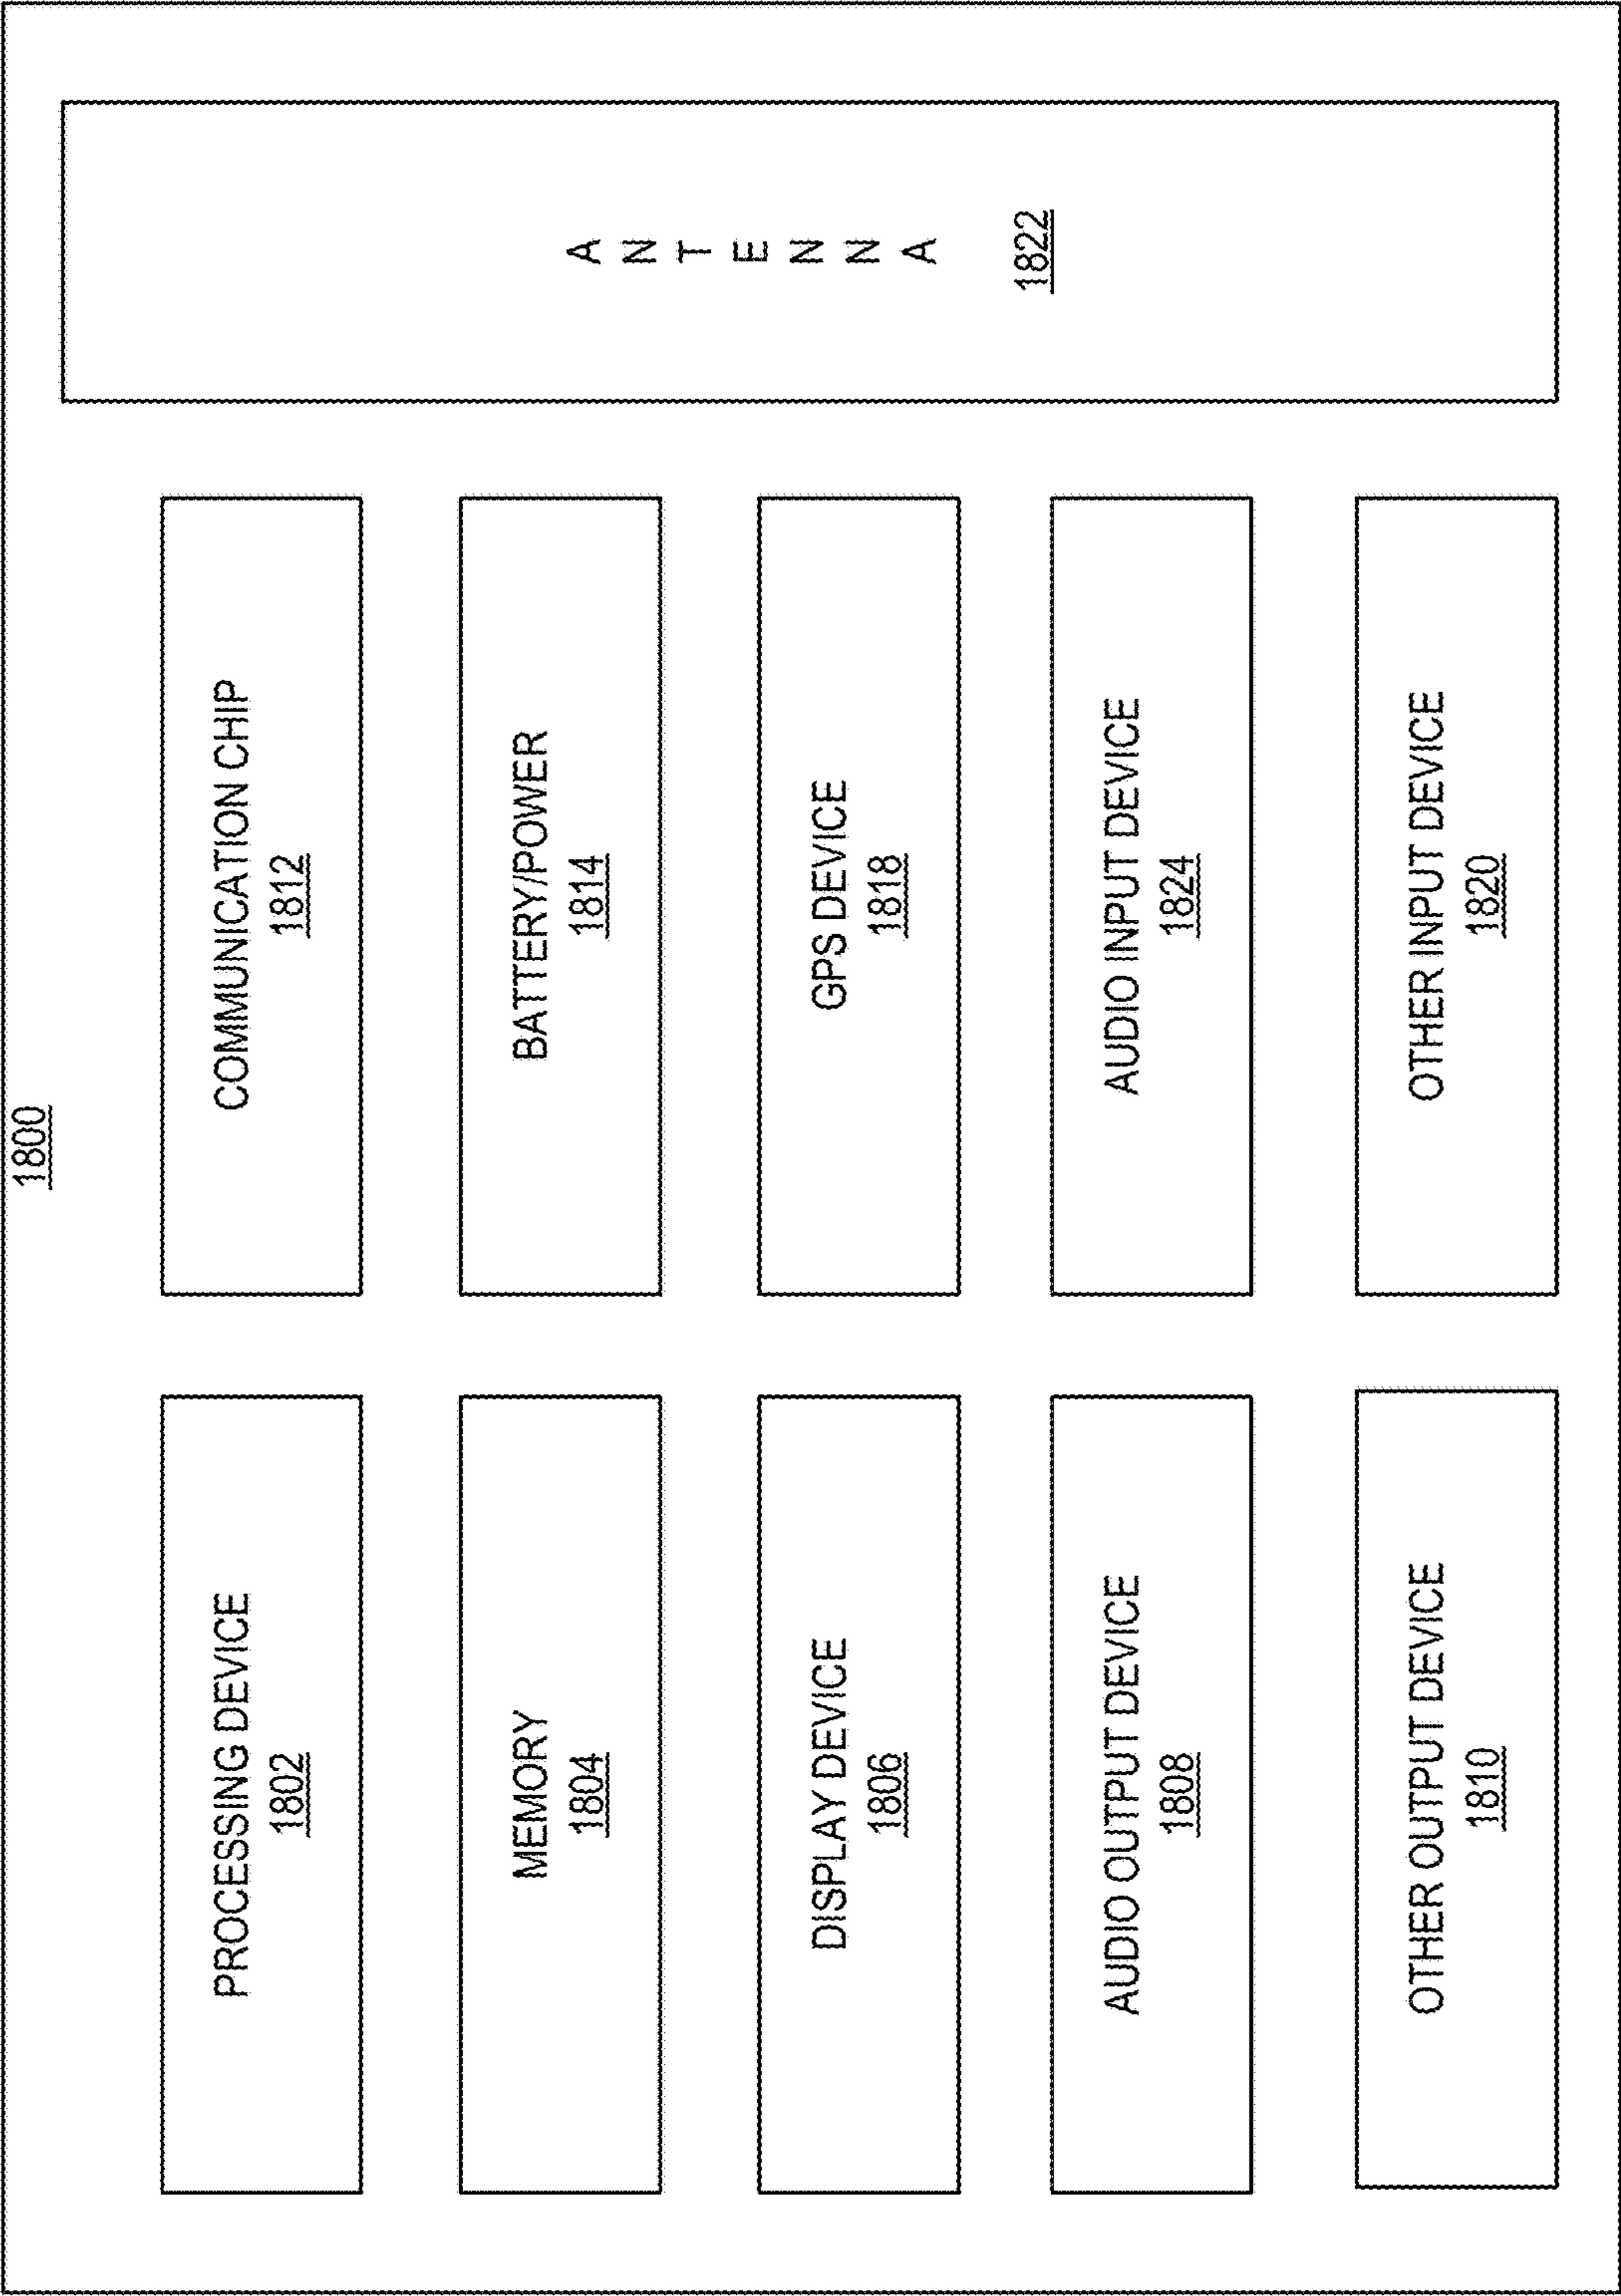 1800
PROCESSING DEVICE
1802
MEMORY
1804
DISPLAY DEVICE
1806
AUDIO OUTPUT DEVICE
1808
OTHER OUTPUT DEVICE
1810
COMMUNICATION CHIP
1812
BATTERY/POWER
1814
GPS DEVICE
1818
AUDIO INPUT DEVICE
1824
OTHER INPUT DEVICE
1820
A
N
T
E
N
N
A
1822